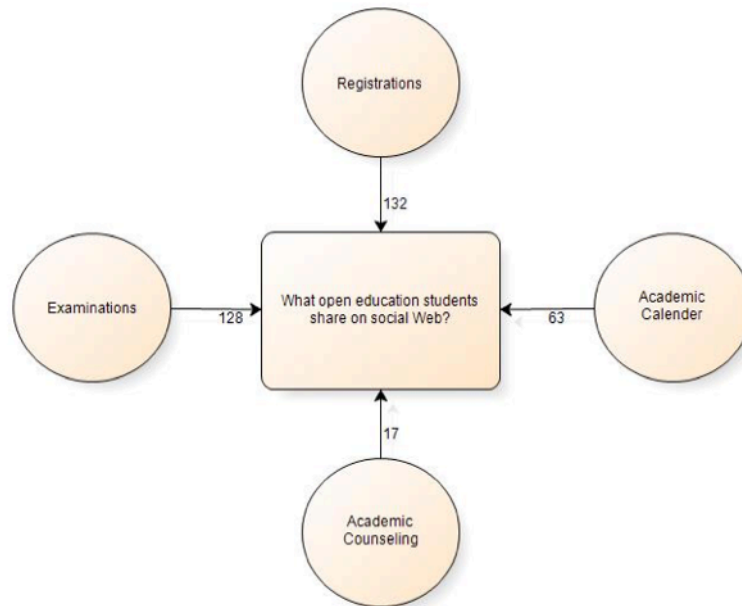 Registrations
132
Examinations
128
What open education students
share on social Web?
63
Academic
Calender
17
Academic
Counseling